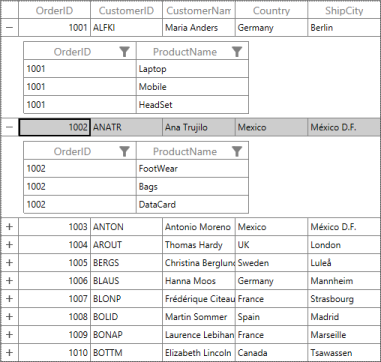 OrderID CustomerID CustomerNam Country ShipCity
1001 ALFKI Maria Anders Germany Berlin
OrderID ProductName
1001 Laptop
1001 Mobile
1001 HeadSet
1002 ANATR Ana Trujilo Mexico México D.F.
OrderID ProductName
1002 FootWear
1002 Bags
1002 DataCard
1003 ANTON Antonio Moreno Mexico México D.F.
1004 AROUT Thomas Hardy UK London
1005 BERGS Christina Berglund Sweden Luleå
1006 BLAUS Hanna Moos Germany Mannheim
1007 BLONP Frédérique Citeau France Strasbourg
1008 BOLID Martin Sommer Spain Madrid
1009 BONAP Laurence Lebihan France Marseille
1010 BOTTM Elizabeth Lincoln Canada Tsawassen